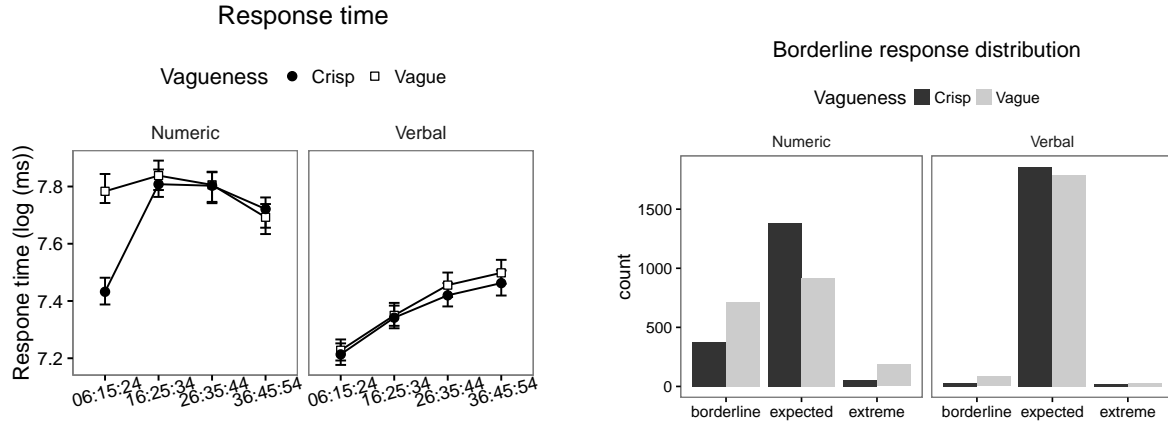 Response time
Vagueness Crisp Vague
Numeric Verbal
Respone time (log (ms))
7.8
7.6
7.4
7.2
06:15:24 16:25:34 26:35:44 36:45:54 06:15:24 16:25:34 26:35:44 36:45:54
Borderline response distribution
Vagueness Crisp Vague
Numeric Verbal
count
1500
1000
500
0
borderline expected extreme borderline expected extreme